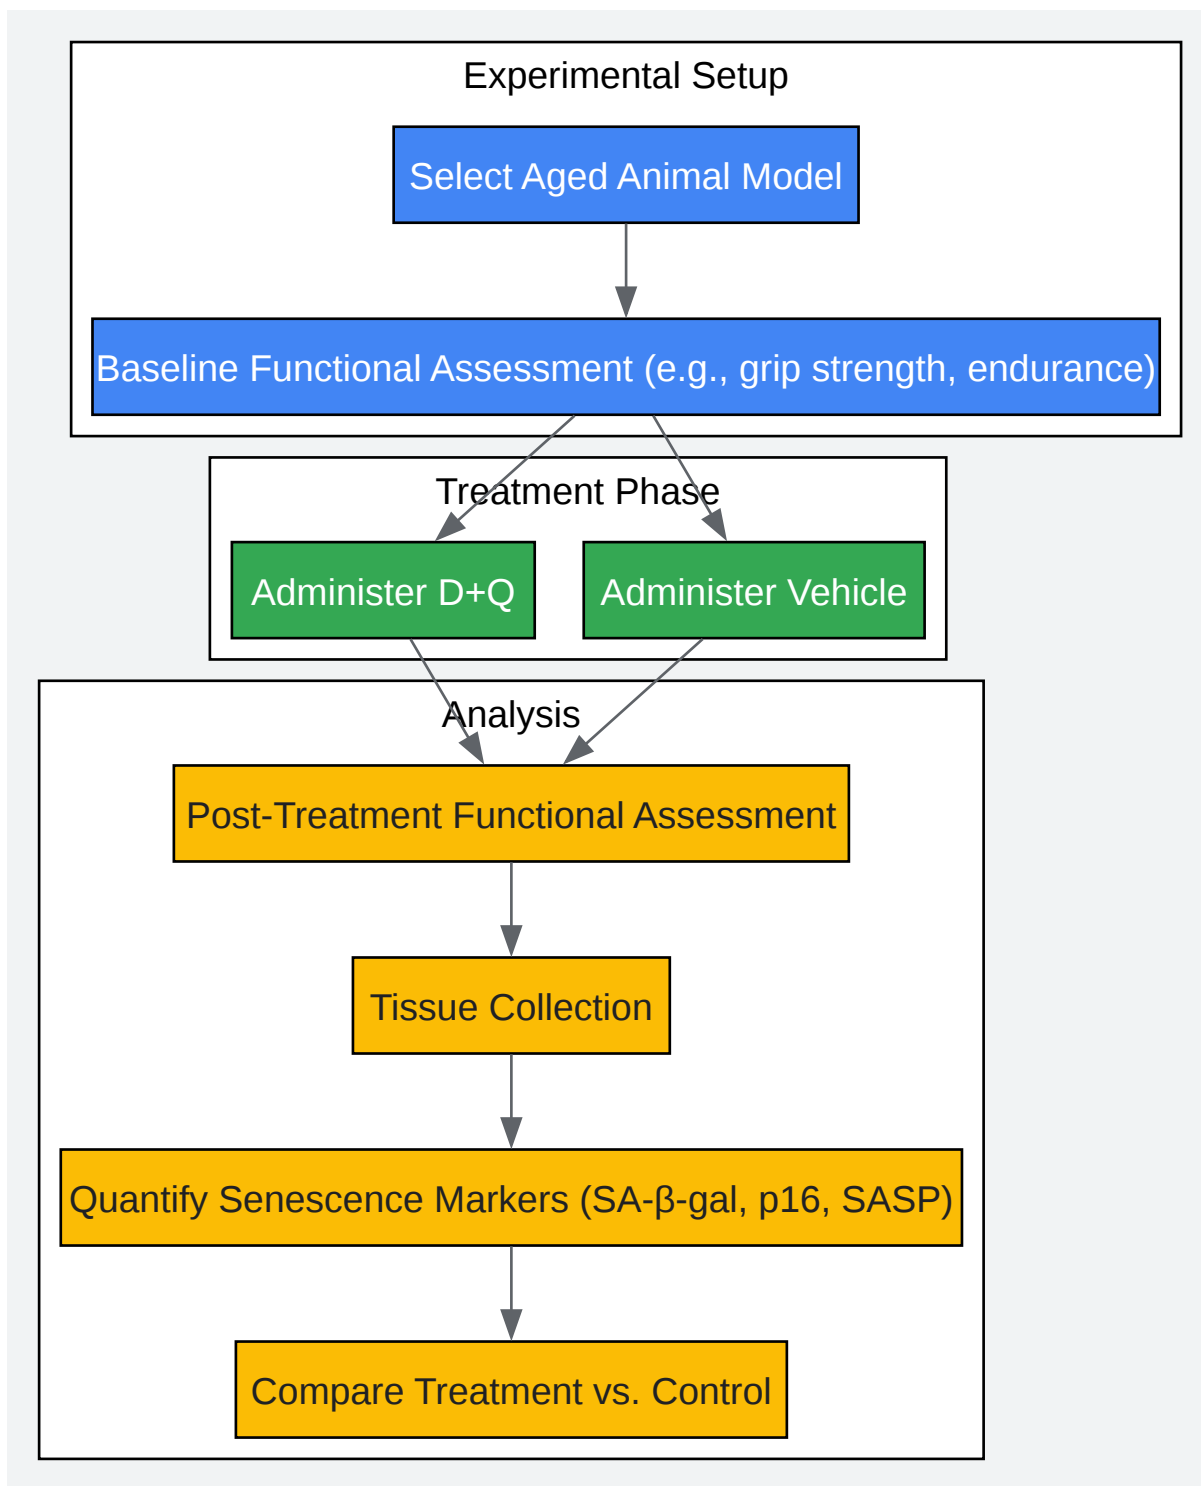 Experimental Setup
Select Aged Animal Model
Baseline Functional Assessment (e.g., grip strength, endurance)
Treatment Phase
Administer D+Q
Administer Vehicle
Analysis
Post-Treatment Functional Assessment
Tissue Collection
Quantify Senescence Markers (SA-β-gal, p16, SASP)
Compare Treatment vs. Control